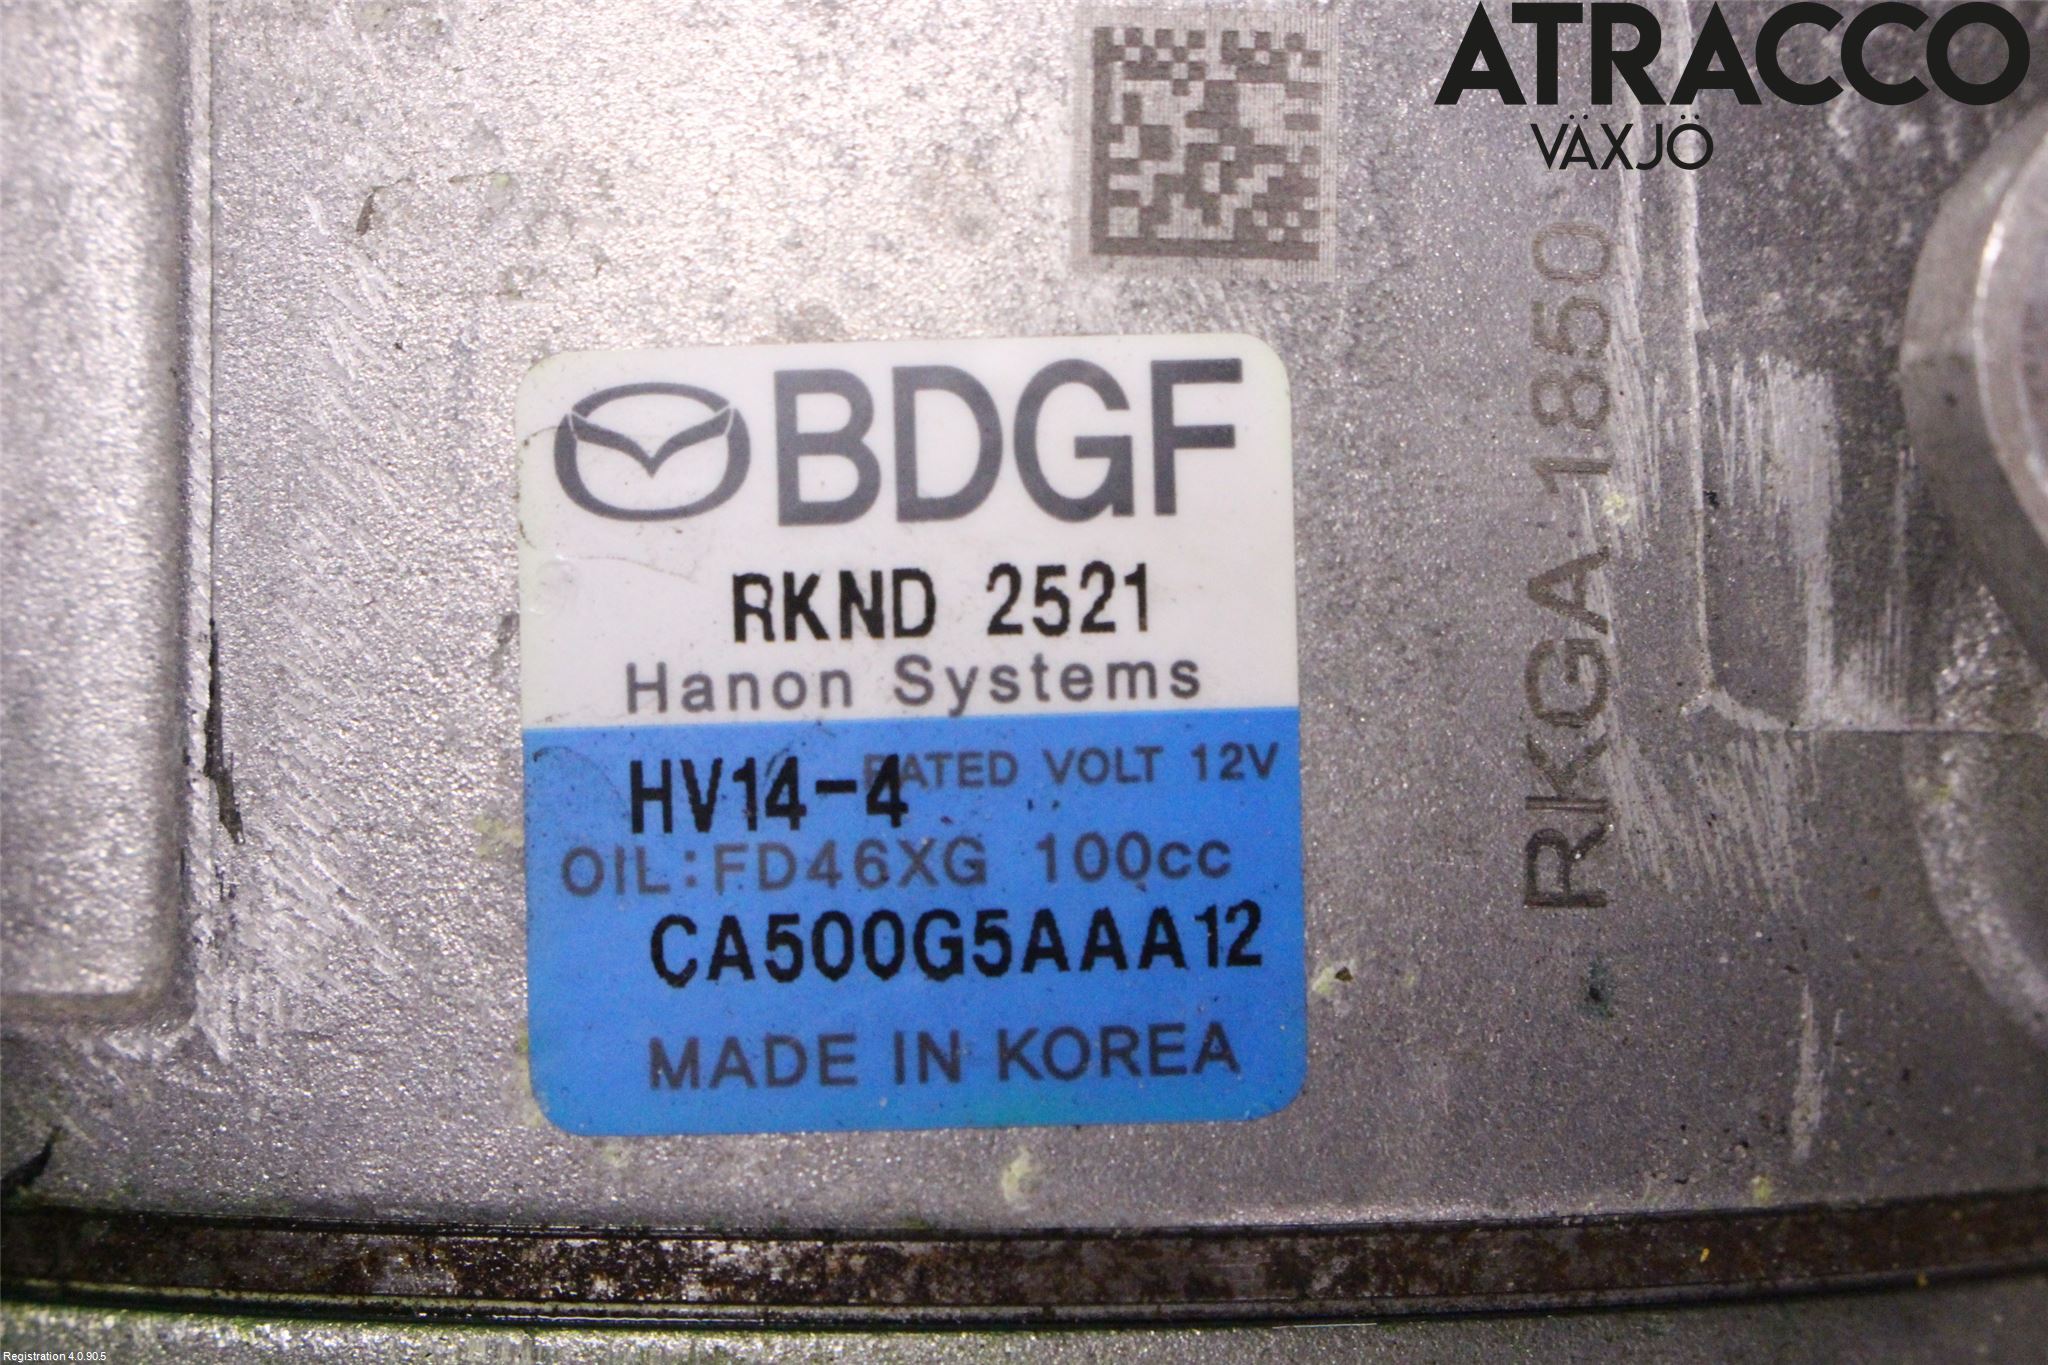 ATRACCO
VÄXJÖ
BDGF
RKND 2521
Hanon Systems
RATED VOLT 12V
HV14-4
OIL:FD46XG 100cc
CA500G5AAA12
MADE IN KOREA
RKGA 1850
Registration 4.0.90.5